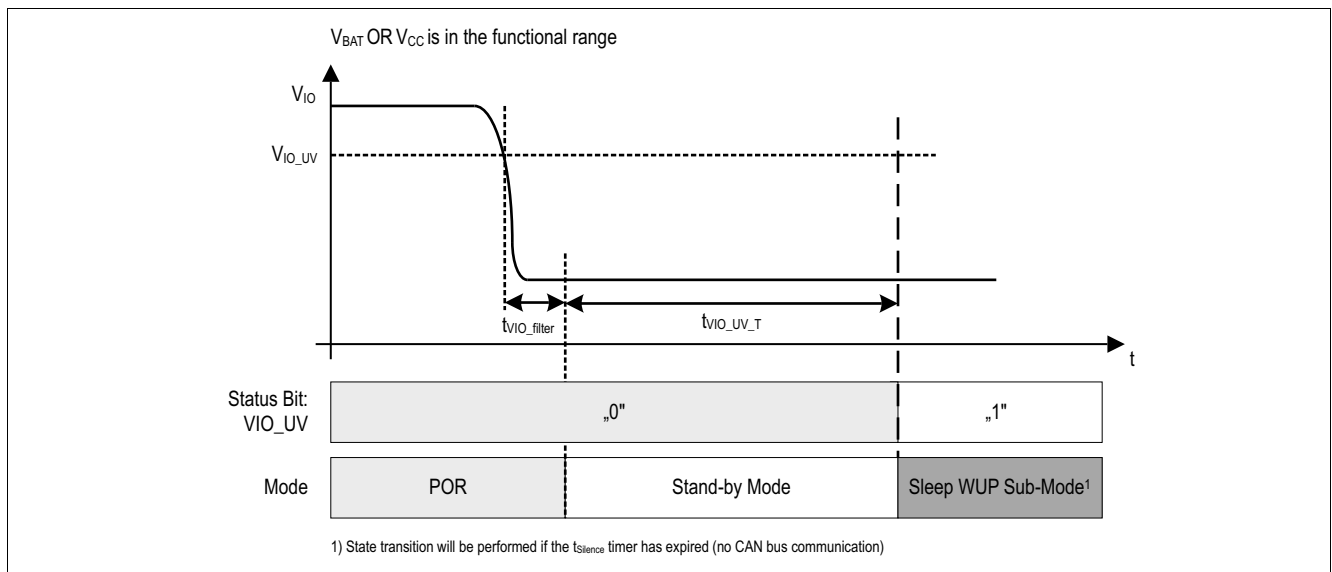 VBAT OR VCC is in the functional range
VIO
VIO_UV
tVIO_filter
tVIO_UV_T
t
Status Bit:
VIO_UV
„0"
„1"
Mode
POR
Stand-by Mode
Sleep WUP Sub-Mode¹
1) State transition will be performed if the tSilence timer has expired (no CAN bus communication)